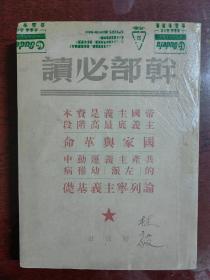 幹部必讀
帝國主義是資本
主義底最高階段
國家與革命
共產主義運動中
的「左派」幼稚病
論列寧主義基礎